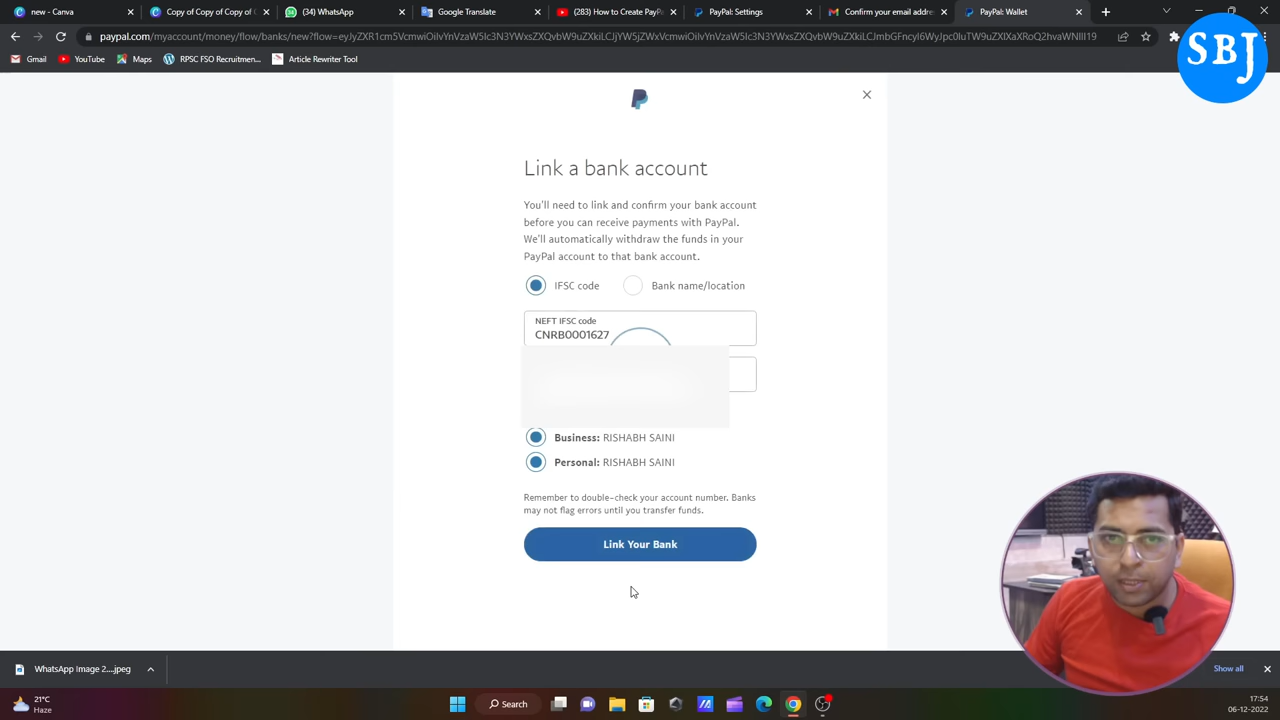 new - Canva
Copy of Copy of Copy of C
(34) WhatsApp
Google Translate
(283) How to Create PayPa
PayPal: Settings
Confirm your email addre
PayPal: Wallet
Gmail
YouTube
Maps
RPSC FSO Recruitmen...
Article Rewriter Tool
SBJ
Link a bank account
You'll need to link and confirm your bank account
before you can receive payments with PayPal.
We'll automatically withdraw the funds in your
PayPal account to that bank account.
IFSC code
Bank name/location
NEFT IFSC code
CNRB0001627
Business: RISHABH SAINI
Personal: RISHABH SAINI
Remember to double-check your account number. Banks
may not flag errors until you transfer funds.
Link Your Bank
WhatsApp Image 2....jpeg
Show all
21°C
Haze
Search
17:54
06-12-2022